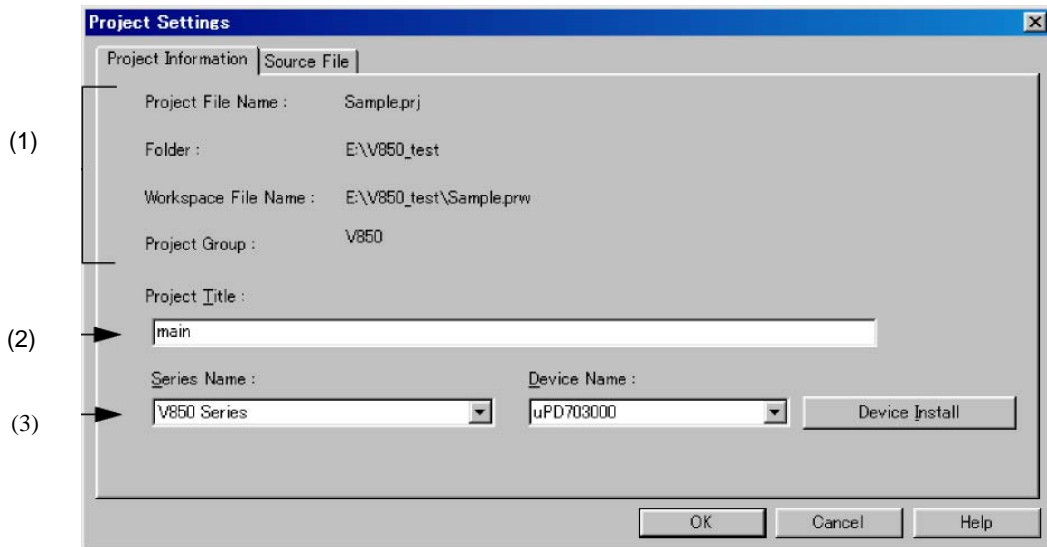 Project Settings
Project Information Source File
(1)
Project File Name : Sample.prj
Folder : E:\V850_test
Workspace File Name : E:\V850_test\Sample.prw
Project Group : V850
Project Title :
(2)
main
Series Name : Device Name :
(3)
V850 Series uPD703000 Device Install
OK Cancel Help